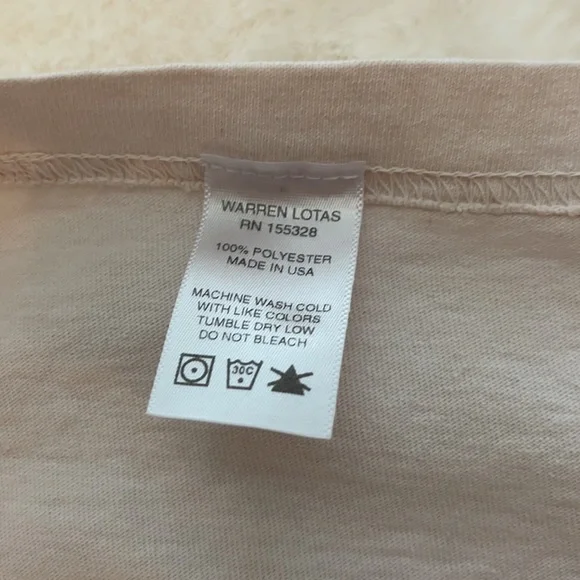 WARREN LOTAS
RN 155328
100% POLYESTER
MADE IN USA
MACHINE WASH COLD
WITH LIKE COLORS
TUMBLE DRY LOW
DO NOT BLEACH
30C